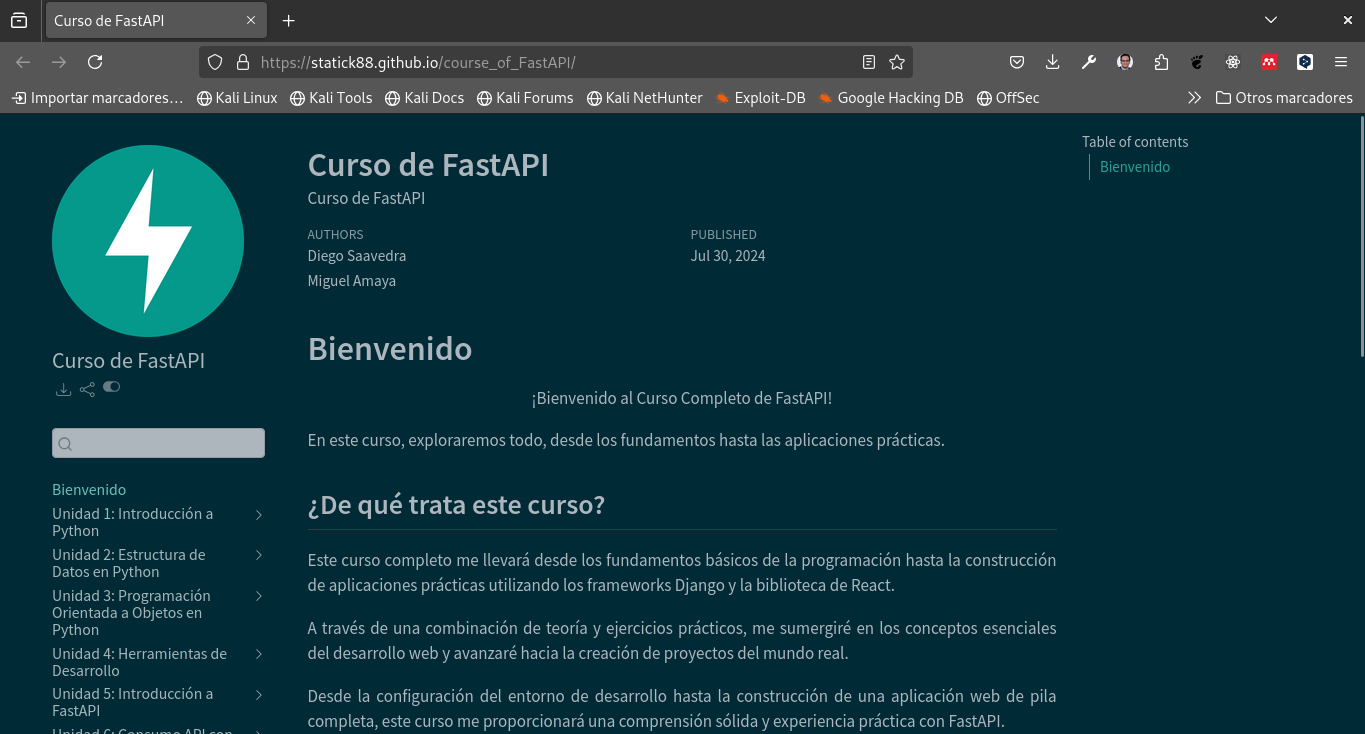 Curso de FastAPI
https://statick88.github.io/course_of_FastAPI/
Importar marcadores…
Kali Linux
Kali Tools
Kali Docs
Kali Forums
Kali NetHunter
Exploit-DB
Google Hacking DB
OffSec
Otros marcadores
Curso de FastAPI
Bienvenido
Unidad 1: Introducción a
Python
Unidad 2: Estructura de
Datos en Python
Unidad 3: Programación
Orientada a Objetos en
Python
Unidad 4: Herramientas de
Desarrollo
Unidad 5: Introducción a
FastAPI
Unidad 6: Consumo API con
Curso de FastAPI
Curso de FastAPI
AUTHORS
Diego Saavedra
Miguel Amaya
PUBLISHED
Jul 30, 2024
Bienvenido
¡Bienvenido al Curso Completo de FastAPI!
En este curso, exploraremos todo, desde los fundamentos hasta las aplicaciones prácticas.
¿De qué trata este curso?
Este curso completo me llevará desde los fundamentos básicos de la programación hasta la construcción
de aplicaciones prácticas utilizando los frameworks Django y la biblioteca de React.
A través de una combinación de teoría y ejercicios prácticos, me sumergiré en los conceptos esenciales
del desarrollo web y avanzaré hacia la creación de proyectos del mundo real.
Desde la configuración del entorno de desarrollo hasta la construcción de una aplicación web de pila
completa, este curso me proporcionará una comprensión sólida y experiencia práctica con FastAPI.
Table of contents
Bienvenido